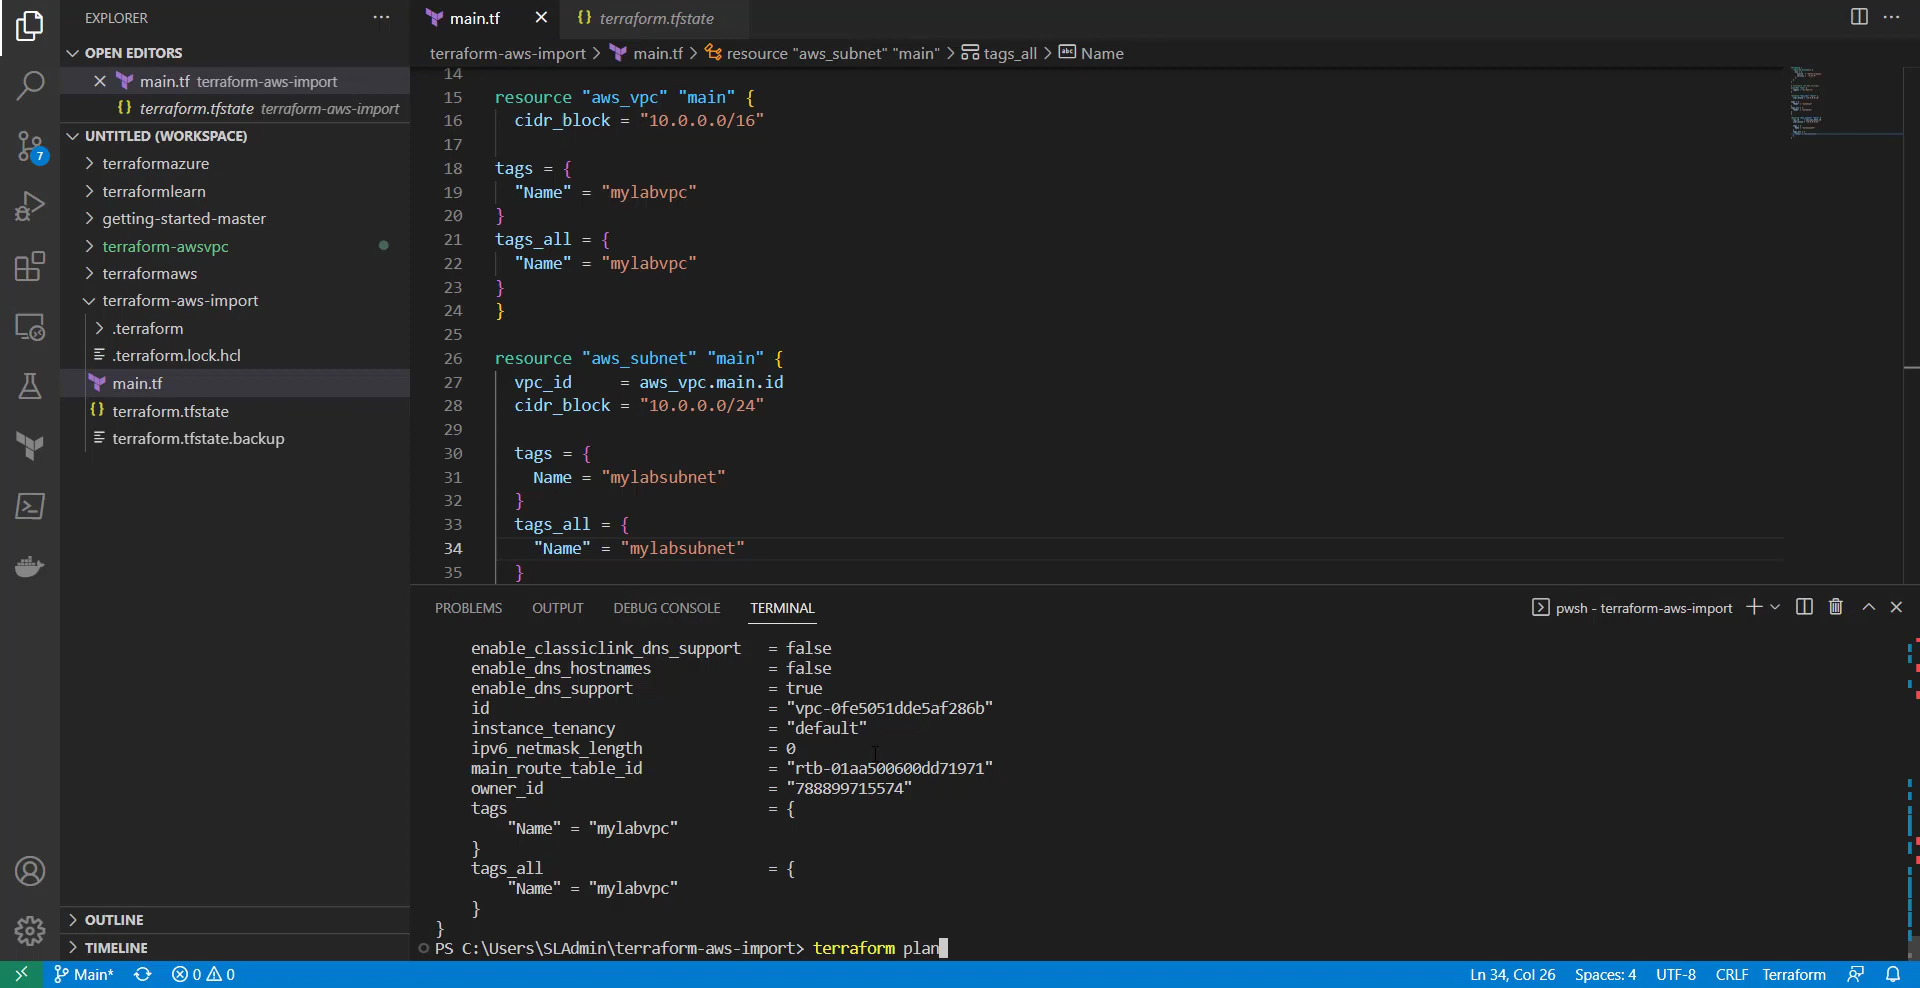 EXPLORER
OPEN EDITORS
main.tf terraform-aws-import
terraform.tfstate terraform-aws-import
UNTITLED (WORKSPACE)
terraformazure
terraformlearn
getting-started-master
terraform-awsvpc
terraformaws
terraform-aws-import
.terraform
.terraform.lock.hcl
main.tf
terraform.tfstate
terraform.tfstate.backup
OUTLINE
TIMELINE
7
main.tf
terraform.tfstate
terraform-aws-import > main.tf > resource "aws_subnet" "main" > tags_all > abc Name
14
15 resource "aws_vpc" "main" {
16 cidr_block = "10.0.0.0/16"
17
18 tags = {
19 "Name" = "mylabvpc"
20 }
21 tags_all = {
22 "Name" = "mylabvpc"
23 }
24 }
25
26 resource "aws_subnet" "main" {
27 vpc_id = aws_vpc.main.id
28 cidr_block = "10.0.0.0/24"
29
30 tags = {
31 Name = "mylabsubnet"
32 }
33 tags_all = {
34 "Name" = "mylabsubnet"
35 }
PROBLEMS OUTPUT DEBUG CONSOLE TERMINAL
pwsh - terraform-aws-import
enable_classiclink_dns_support = false
enable_dns_hostnames = false
enable_dns_support = true
id = "vpc-0fe5051dde5af286b"
instance_tenancy = "default"
ipv6_netmask_length = 0
main_route_table_id = "rtb-01aa500600dd71971"
owner_id = "788899715574"
tags = {
"Name" = "mylabvpc"
}
tags_all = {
"Name" = "mylabvpc"
}
}
PS C:\Users\SLAdmin\terraform-aws-import> terraform plan
Main* 0 0
Ln 34, Col 26 Spaces: 4 UTF-8 CRLF Terraform